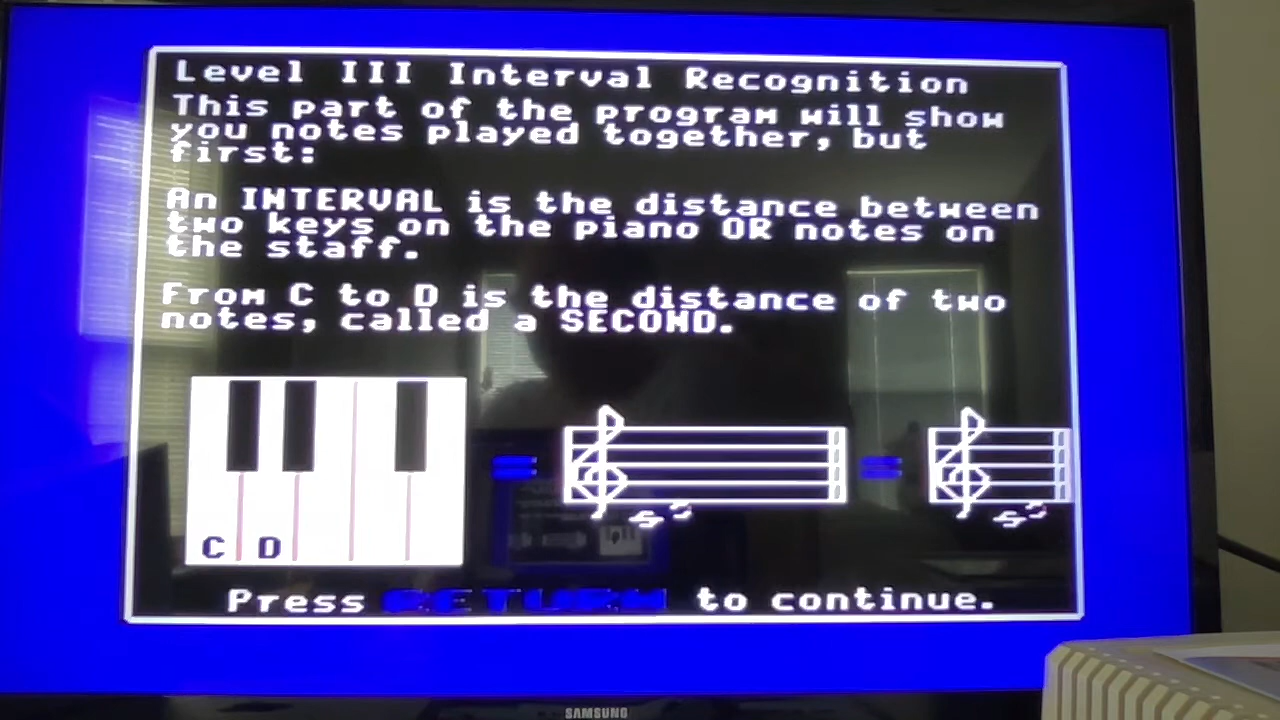 Level III Interval Recognition
This part of the program will show
you notes played together, but
first:
An INTERVAL is the distance between
two keys on the piano OR notes on
the staff.
From C to D is the distance of two
notes, called a SECOND.
=
=
C D
Press RETURN to continue.
SAMSUNG